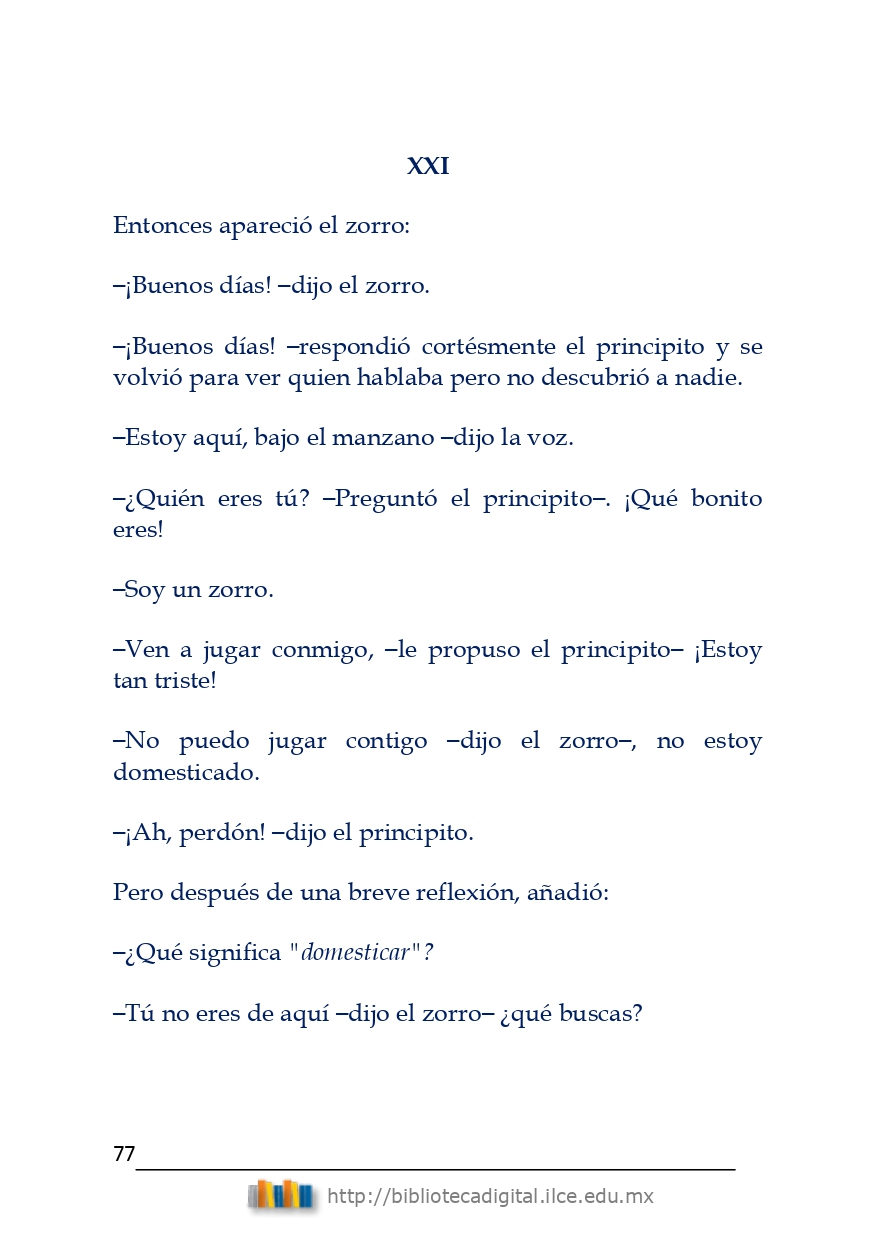 XXI
Entonces apareció el zorro:
–¡Buenos días! –dijo el zorro.
–¡Buenos días! –respondió cortésmente el principito y se
volvió para ver quien hablaba pero no descubrió a nadie.
–Estoy aquí, bajo el manzano –dijo la voz.
–¿Quién eres tú? –Preguntó el principito–. ¡Qué bonito
eres!
–Soy un zorro.
–Ven a jugar conmigo, –le propuso el principito– ¡Estoy
tan triste!
–No puedo jugar contigo –dijo el zorro–, no estoy
domesticado.
–¡Ah, perdón! –dijo el principito.
Pero después de una breve reflexión, añadió:
–¿Qué significa "domesticar"?
–Tú no eres de aquí –dijo el zorro– ¿qué buscas?
77
http://bibliotecadigital.ilce.edu.mx